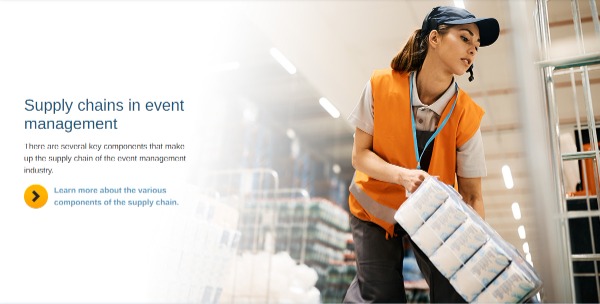 Supply chains in event
management
There are several key components that make
up the supply chain of the event management
industry.
Learn more about the various
components of the supply chain.